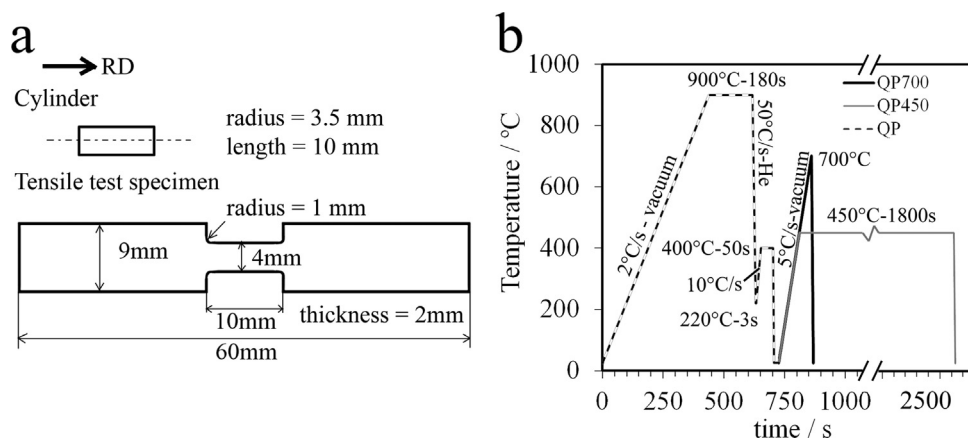 a
RD
Cylinder
radius = 3.5 mm
length = 10 mm
Tensile test specimen
radius = 1 mm
9mm
4mm
10mm
thickness = 2mm
60mm
b
1000
800
600
400
200
0
Temperature / °C
900°C-180s
50°C/s-He
2°C/s - vacuum
400°C-50s
10°C/s
220°C-3s
5°C/s-vacuum
700°C
450°C-1800s
QP700
QP450
QP
0
250
500
750
1000
2500
time / s